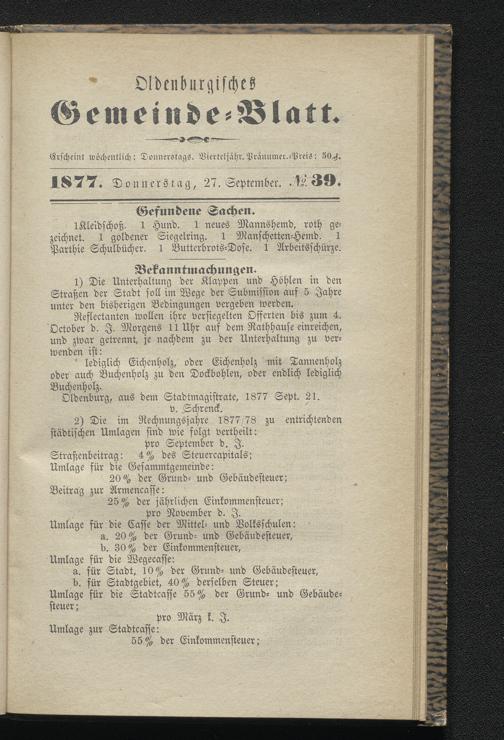 Oldenburgisches
Gemeinde-Blatt.
Erscheint wöchentlich: Donnerstags. Vierteljähr. Pränumer.-Preis: 50 ₰.
1877. Donnerstag, 27. September. № 39.
Gefundene Sachen.
1Kleidschoß. 1 Hund. 1 neues Mannshemd, roth ge-
zeichnet. 1 goldener Siegelring. 1 Manschetten-Hemd. 1
Parthie Schulbücher. 1 Butterbrots-Dose. 1 Arbeitsschürze.
Bekanntmachungen.
1) Die Unterhaltung der Klappen und Höhlen in den
Straßen der Stadt soll im Wege der Submission auf 5 Jahre
unter den bisherigen Bedingungen vergeben werden.
Reflectanten wollen ihre versiegelten Offerten bis zum 4.
October d. J. Morgens 11 Uhr auf dem Rathhause einreichen,
und zwar getrennt, je nachdem zu der Unterhaltung zu ver-
wenden ist:
lediglich Eichenholz, oder Eichenholz mit Tannenholz
oder auch Buchenholz zu den Dockbohlen, oder endlich lediglich
Buchenholz.
Oldenburg, aus dem Stadtmagistrate, 1877 Sept. 21.
v. Schrenck.
2) Die im Rechnungsjahre 1877/78 zu entrichtenden
städtischen Umlagen sind wie folgt vertheilt:
pro September d. J.
Straßenbeitrag: 4 % des Steuercapitals;
Umlage für die Gesammtgemeinde:
20 % der Grund- und Gebäudesteuer;
Beitrag zur Armencasse:
25 % der jährlichen Einkommensteuer;
pro November d. J.
Umlage für die Casse der Mittel- und Volksschulen:
a. 20 % der Grund- und Gebäudesteuer,
b. 30 % der Einkommensteuer,
Umlage für die Wegecasse:
a. für Stadt, 10 % der Grund- und Gebäudesteuer,
b. für Stadtgebiet, 40 % derselben Steuer;
Umlage für die Stadtcasse 55 % der Grund- und Gebäude-
steuer;
pro März k. J.
Umlage zur Stadtcasse:
55 % der Einkommensteuer;